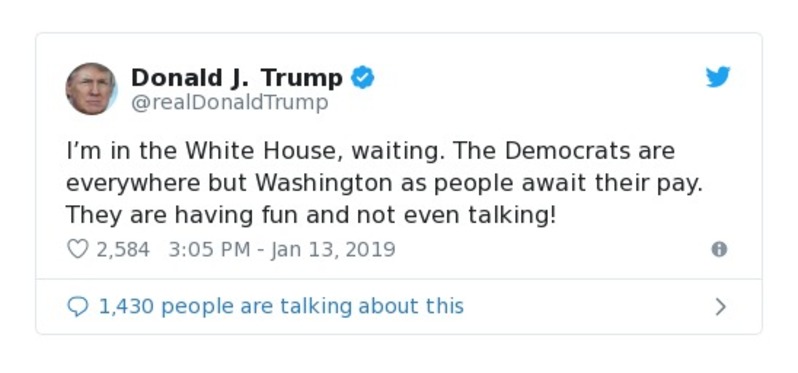 Donald J. Trump
@realDonaldTrump
I’m in the White House, waiting. The Democrats are
everywhere but Washington as people await their pay.
They are having fun and not even talking!
2,584 3:05 PM - Jan 13, 2019
1,430 people are talking about this